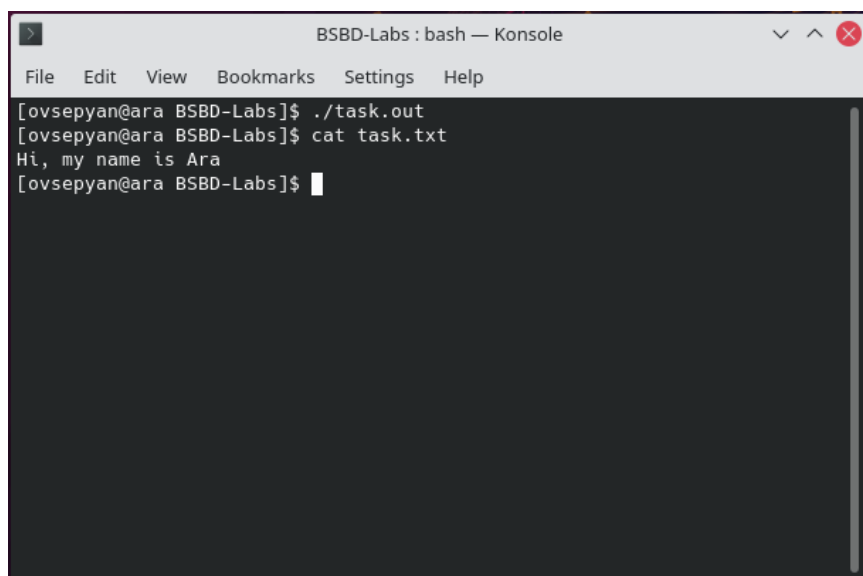 BSBD-Labs : bash — Konsole
File Edit View Bookmarks Settings Help
[ovsepyan@ara BSBD-Labs]$ ./task.out
[ovsepyan@ara BSBD-Labs]$ cat task.txt
Hi, my name is Ara
[ovsepyan@ara BSBD-Labs]$